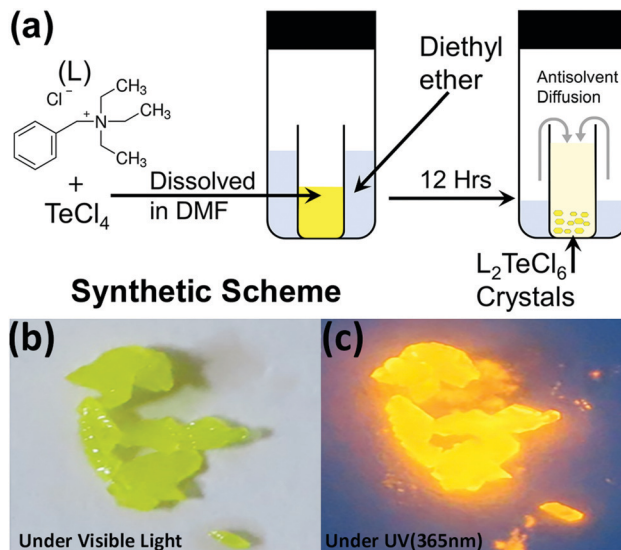 (a)
(L)
Cl⁻
N⁺
CH₃
CH₃
CH₃
+
TeCl₄
Dissolved
in DMF
Diethyl
ether
12 Hrs
Antisolvent
Diffusion
L₂TeCl₆
Crystals
Synthetic Scheme
(b)
Under Visible Light
(c)
Under UV(365nm)